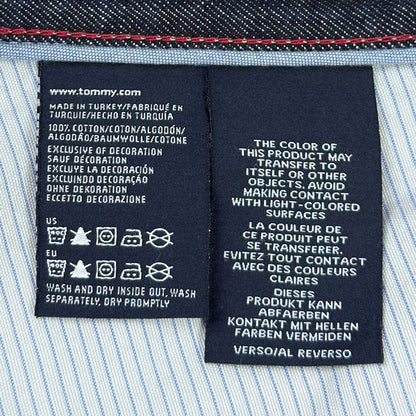 www.tommy.com
MADE IN TURKEY/FABRIQUÉ EN
TURQUIE/HECHO EN TURQUÍA
100% COTTON/COTON/ALGODÓN/
ALGODÃO/BAUMWOLLE/COTONE
EXCLUSIVE OF DECORATION
SAUF DÉCORATION
EXCLUYE LA DECORACIÓN
EXCLUINDO DECORAÇÃO
OHNE DEKORATION
ECCETTO DECORAZIONE
US
EU
WASH AND DRY INSIDE OUT, WASH
SEPARATELY, DRY PROMPTLY
THE COLOR OF
THIS PRODUCT MAY
TRANSFER TO
ITSELF OR OTHER
OBJECTS. AVOID
MAKING CONTACT
WITH LIGHT-COLORED
SURFACES
LA COULEUR DE
CE PRODUIT PEUT
SE TRANSFERER.
EVITEZ TOUT CONTACT
AVEC DES COULEURS
CLAIRES
DIESES
PRODUKT KANN
ABFAERBEN
KONTAKT MIT HELLEN
FARBEN VERMEIDEN
VERSO/AL REVERSO